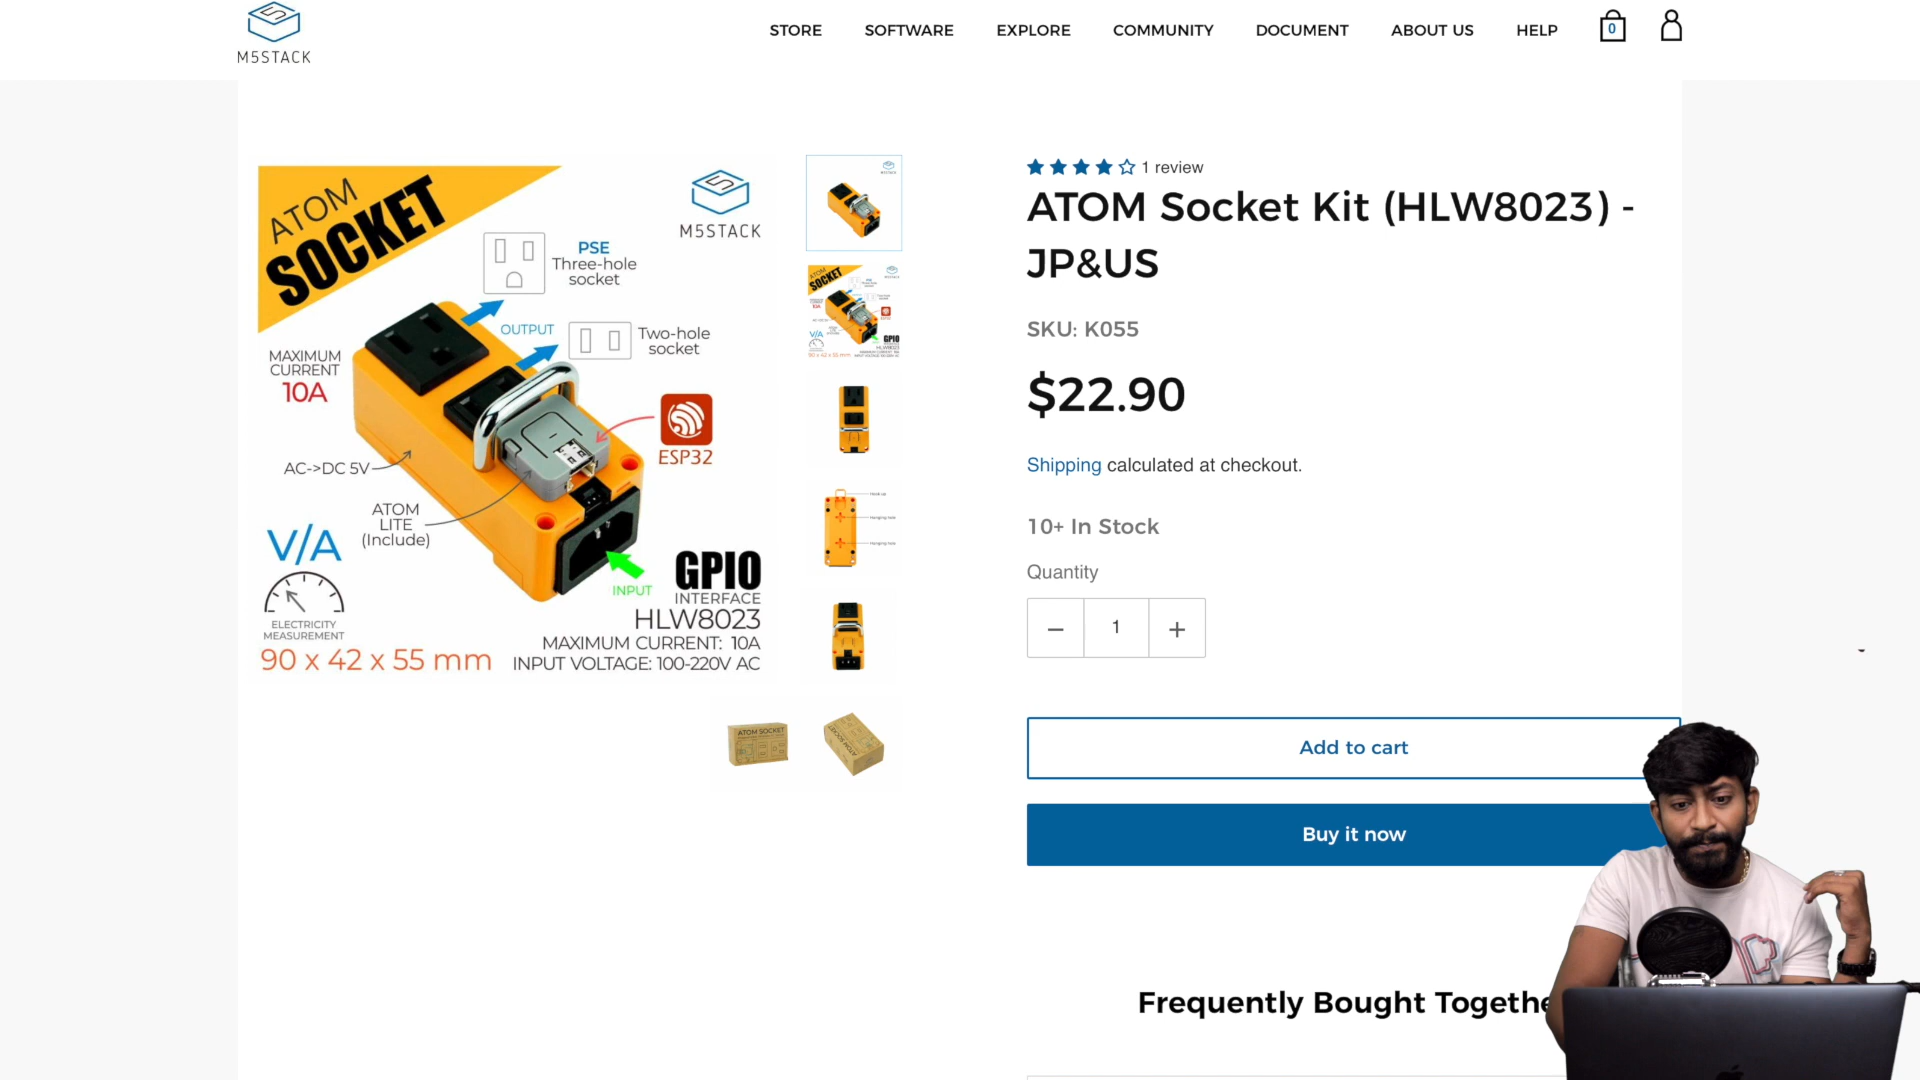 M5STACK
STORE
SOFTWARE
EXPLORE
COMMUNITY
DOCUMENT
ABOUT US
HELP
0
ATOM
SOCKET
M5STACK
PSE
Three-hole
socket
OUTPUT
Two-hole
socket
MAXIMUM
CURRENT
10A
ESP32
AC->DC 5V
ATOM
LITE
(Include)
V/A
INPUT
GPIO
INTERFACE
HLW8023
ELECTRICITY
MEASUREMENT
MAXIMUM CURRENT: 10A
90 x 42 x 55 mm
INPUT VOLTAGE: 100-220V AC
ATOM SOCKET
ATOM SOCKET
1 review
ATOM Socket Kit (HLW8023) -
JP&US
SKU: K055
$22.90
Shipping calculated at checkout.
10+ In Stock
Quantity
− 1 +
Add to cart
Buy it now
Frequently Bought Togethe